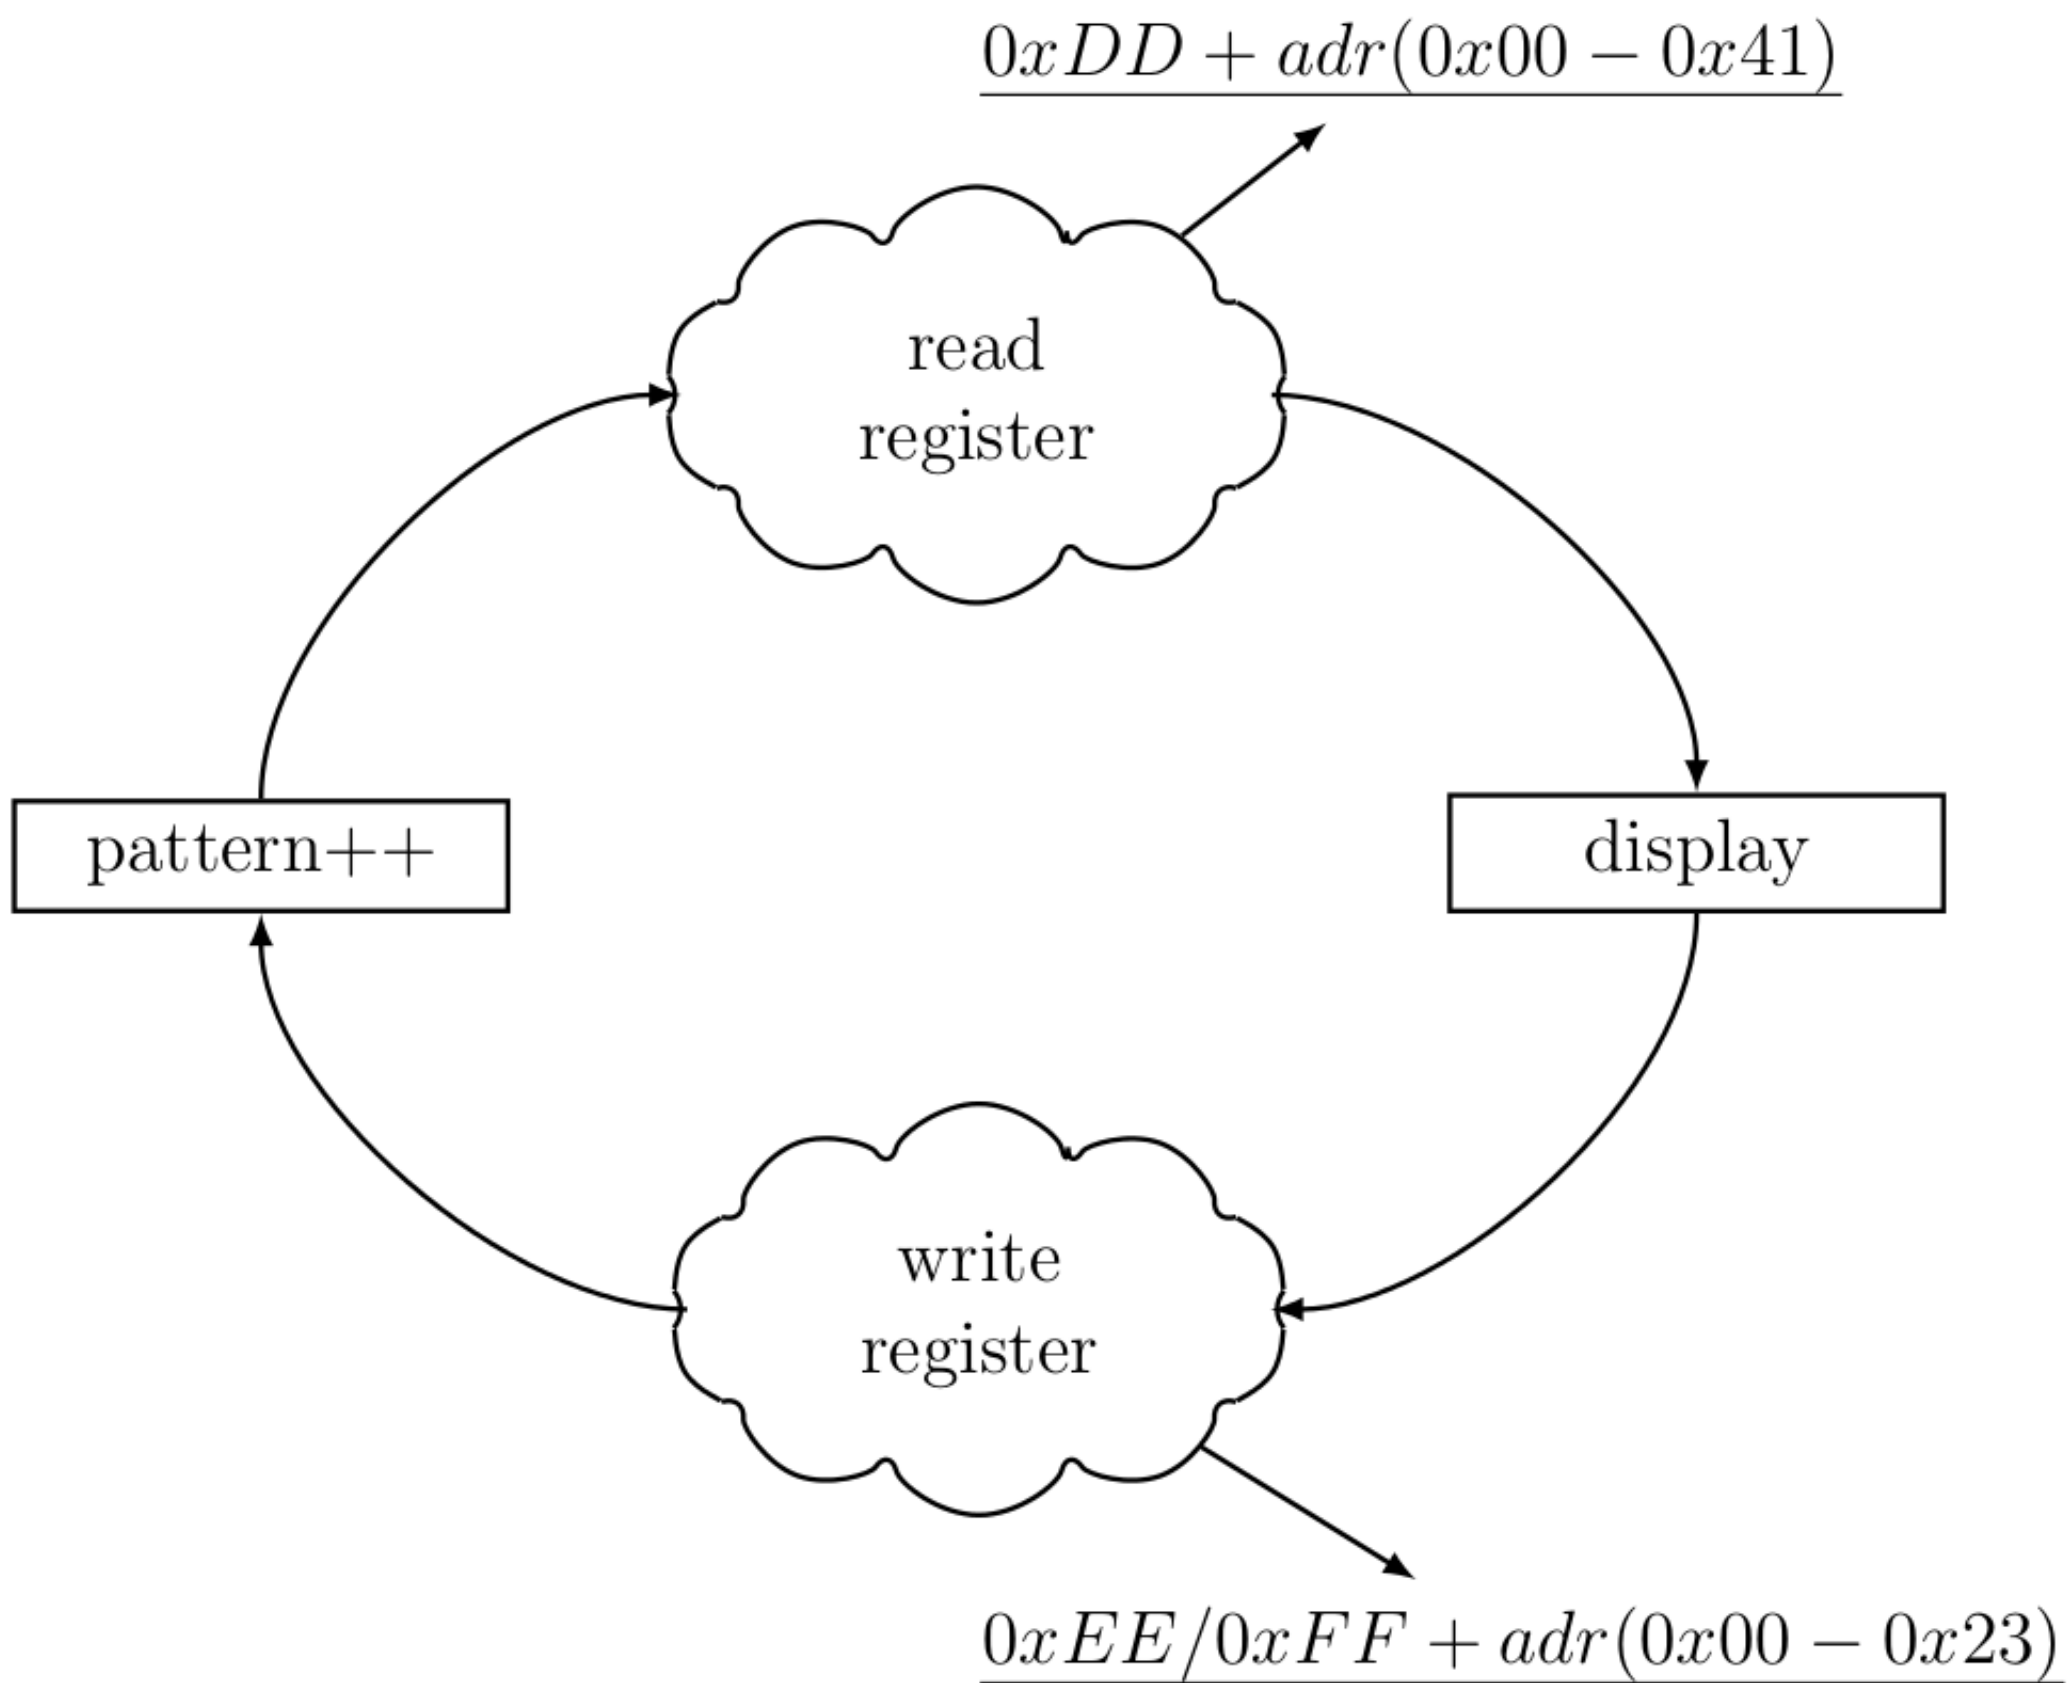 0xDD + adr(0x00 − 0x41)
read
register
pattern++
display
write
register
0xEE/0xFF + adr(0x00 − 0x23)